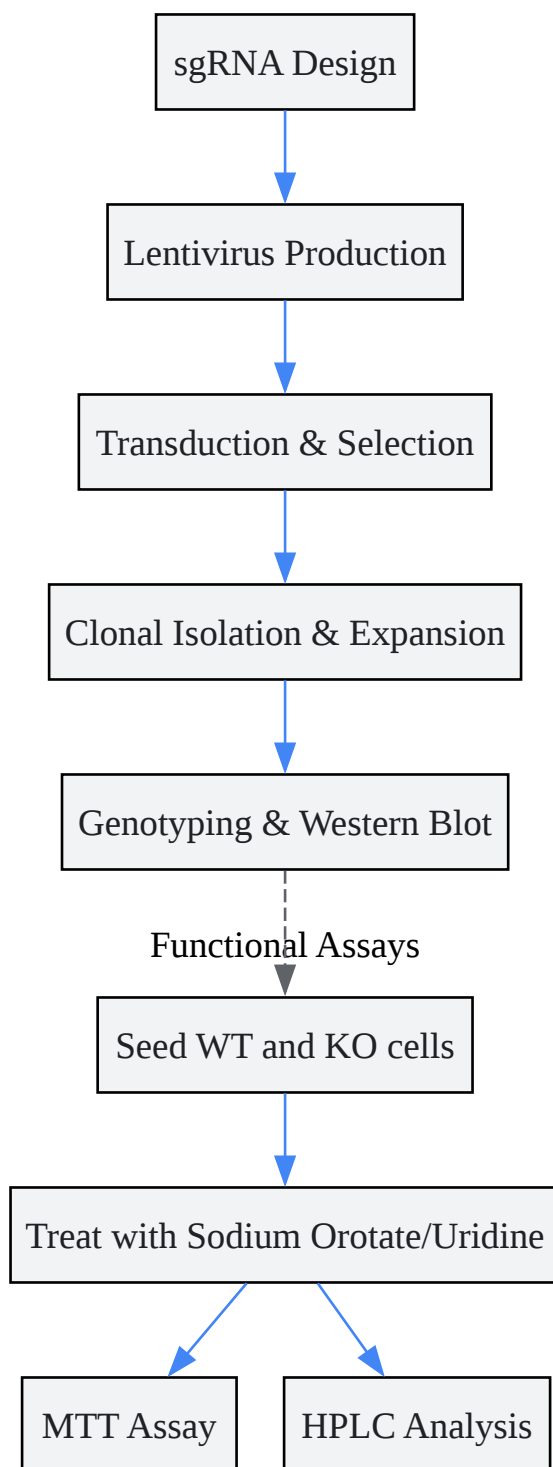 sgRNA Design
Lentivirus Production
Transduction & Selection
Clonal Isolation & Expansion
Genotyping & Western Blot
Functional Assays
Seed WT and KO cells
Treat with Sodium Orotate/Uridine
MTT Assay
HPLC Analysis